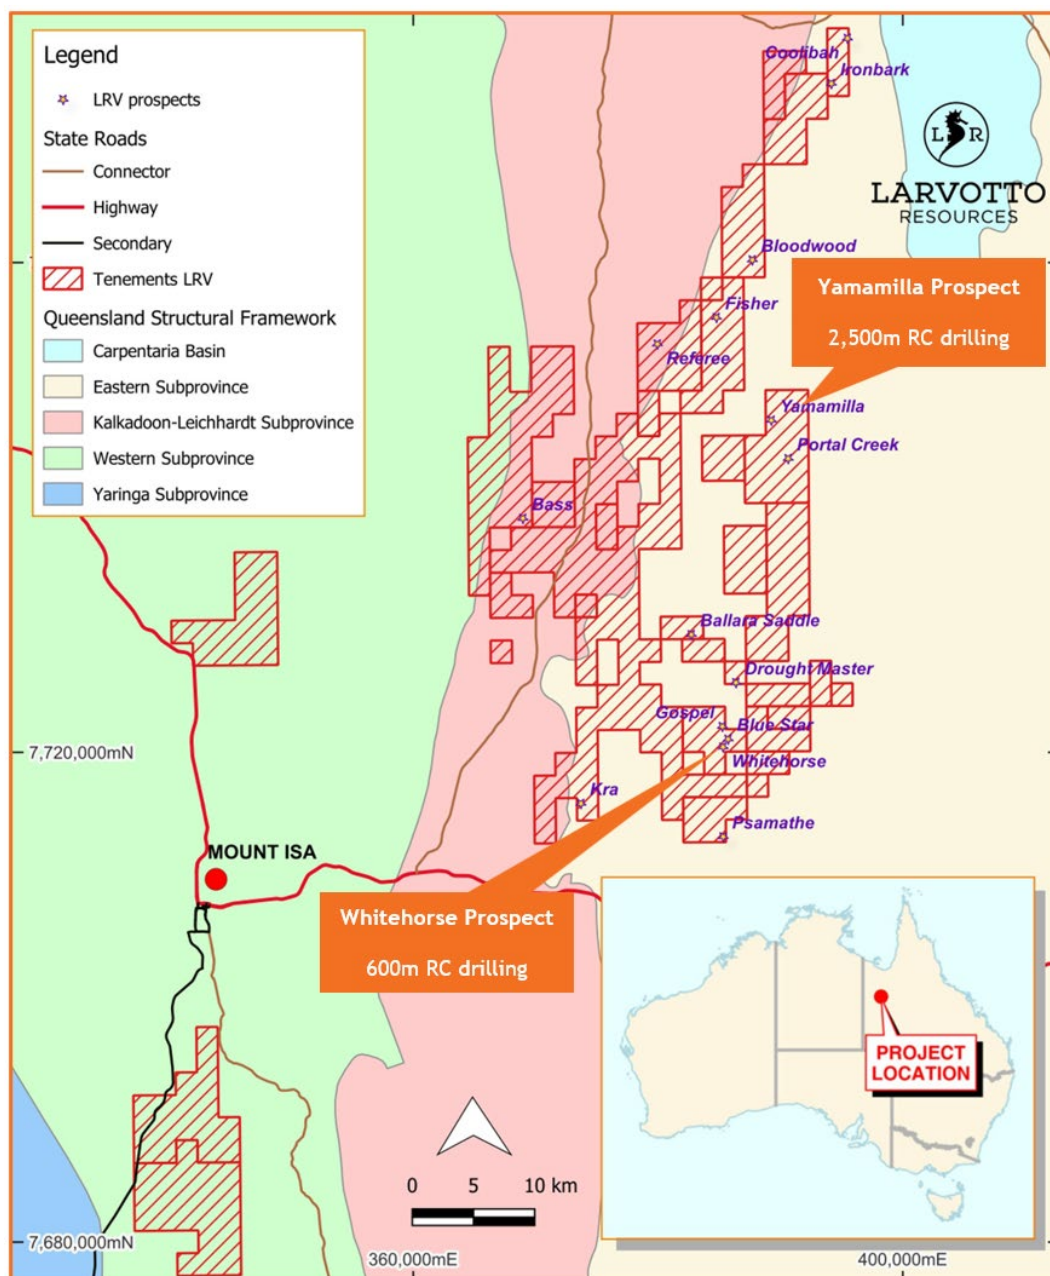 Legend
LRV prospects
State Roads
Connector
Highway
Secondary
Tenements LRV
Queensland Structural Framework
Carpentaria Basin
Eastern Subprovince
Kalkadoon-Leichhardt Subprovince
Western Subprovince
Yaringa Subprovince
Coolibah
Ironbark
L R
LARVOTTO
RESOURCES
Bloodwood
Yamamilla Prospect
2,500m RC drilling
Fisher
Referee
Yamamilla
Portal Creek
Bass
Ballara Saddle
Drought Master
Gospel
Blue Star
7,720,000mN
Whitehorse
Kra
Psamathe
MOUNT ISA
Whitehorse Prospect
600m RC drilling
PROJECT
LOCATION
0 5 10 km
7,680,000mN
360,000mE
400,000mE